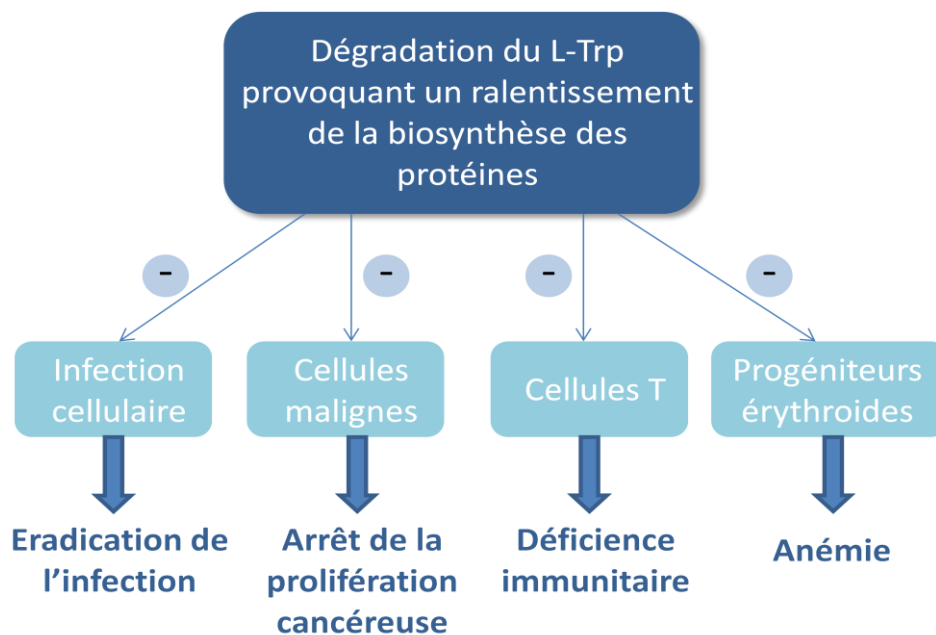 Dégradation du L-Trp
provoquant un ralentissement
de la biosynthèse des
protéines
-
-
-
-
Infection
cellulaire
Cellules
malignes
Cellules T
Progéniteurs
érythroides
Eradication de
l'infection
Arrêt de la
prolifération
cancéreuse
Déficience
immunitaire
Anémie